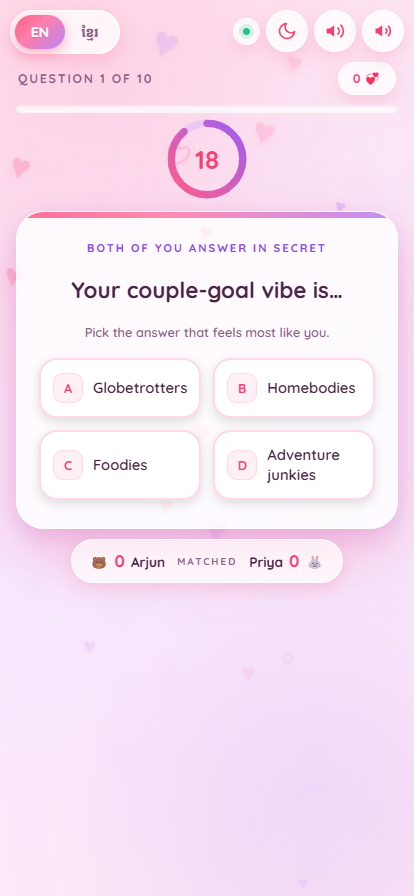 EN ខ្មែរ
QUESTION 1 OF 10
0
18
BOTH OF YOU ANSWER IN SECRET
Your couple-goal vibe is...
Pick the answer that feels most like you.
A Globetrotters
B Homebodies
C Foodies
D Adventure
junkies
0 Arjun MATCHED Priya 0